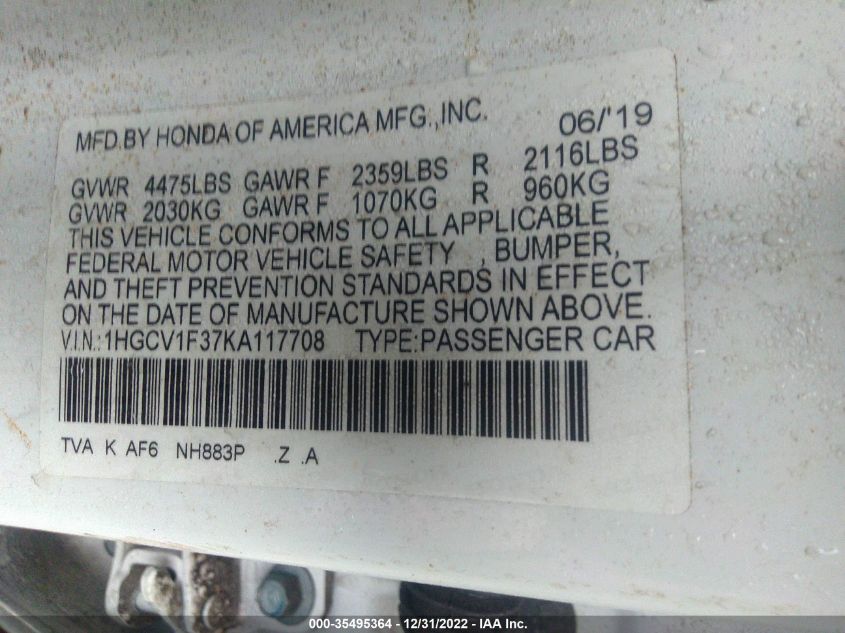 MFD.BY HONDA OF AMERICA MFG.,INC. 06/'19
GVWR 4475LBS GAWR F 2359LBS R 2116LBS
GVWR 2030KG GAWR F 1070KG R 960KG
THIS VEHICLE CONFORMS TO ALL APPLICABLE
FEDERAL MOTOR VEHICLE SAFETY , BUMPER,
AND THEFT PREVENTION STANDARDS IN EFFECT
ON THE DATE OF MANUFACTURE SHOWN ABOVE.
V.I.N.: 1HGCV1F37KA117708 TYPE:PASSENGER CAR
TVA K AF6 NH883P .Z .A
000-35495364 - 12/31/2022 - IAA Inc.